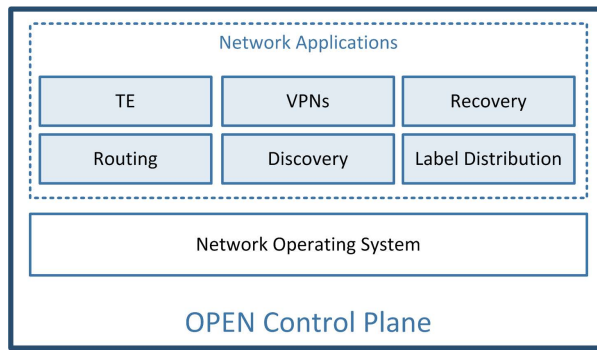 Network Applications
TE VPNs Recovery
Routing Discovery Label Distribution
Network Operating System
OPEN Control Plane